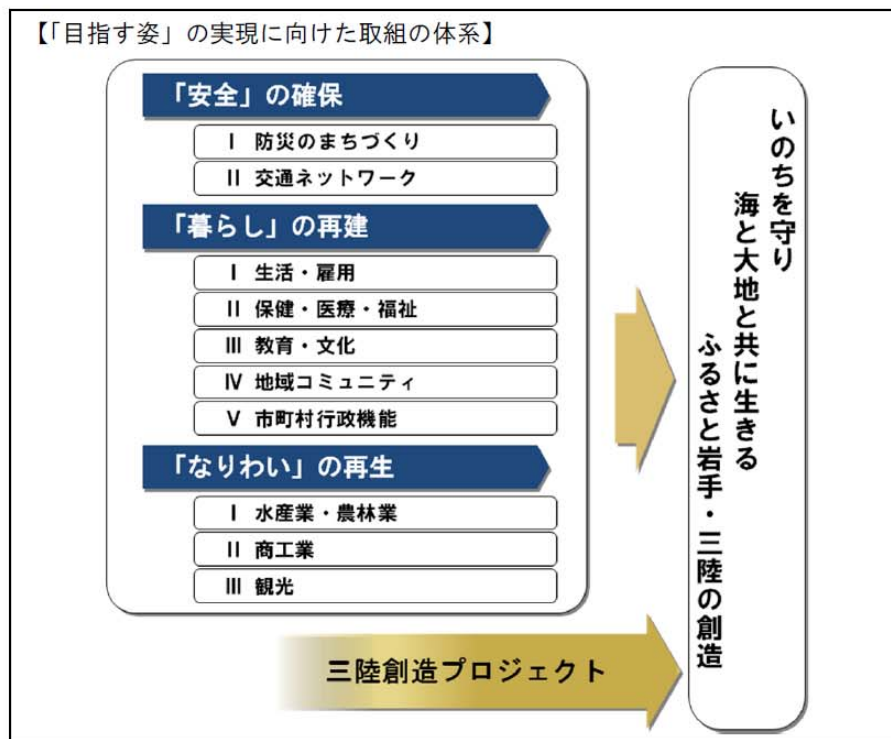 【「目指す姿」の実現に向けた取組の体系】
「安全」の確保
Ⅰ 防災のまちづくり
Ⅱ 交通ネットワーク
「暮らし」の再建
Ⅰ 生活・雇用
Ⅱ 保健・医療・福祉
Ⅲ 教育・文化
Ⅳ 地域コミュニティ
Ⅴ 市町村行政機能
「なりわい」の再生
Ⅰ 水産業・農林業
Ⅱ 商工業
Ⅲ 観光
三陸創造プロジェクト
いのちを守り
海と大地と共に生きる
ふるさと岩手・三陸の創造